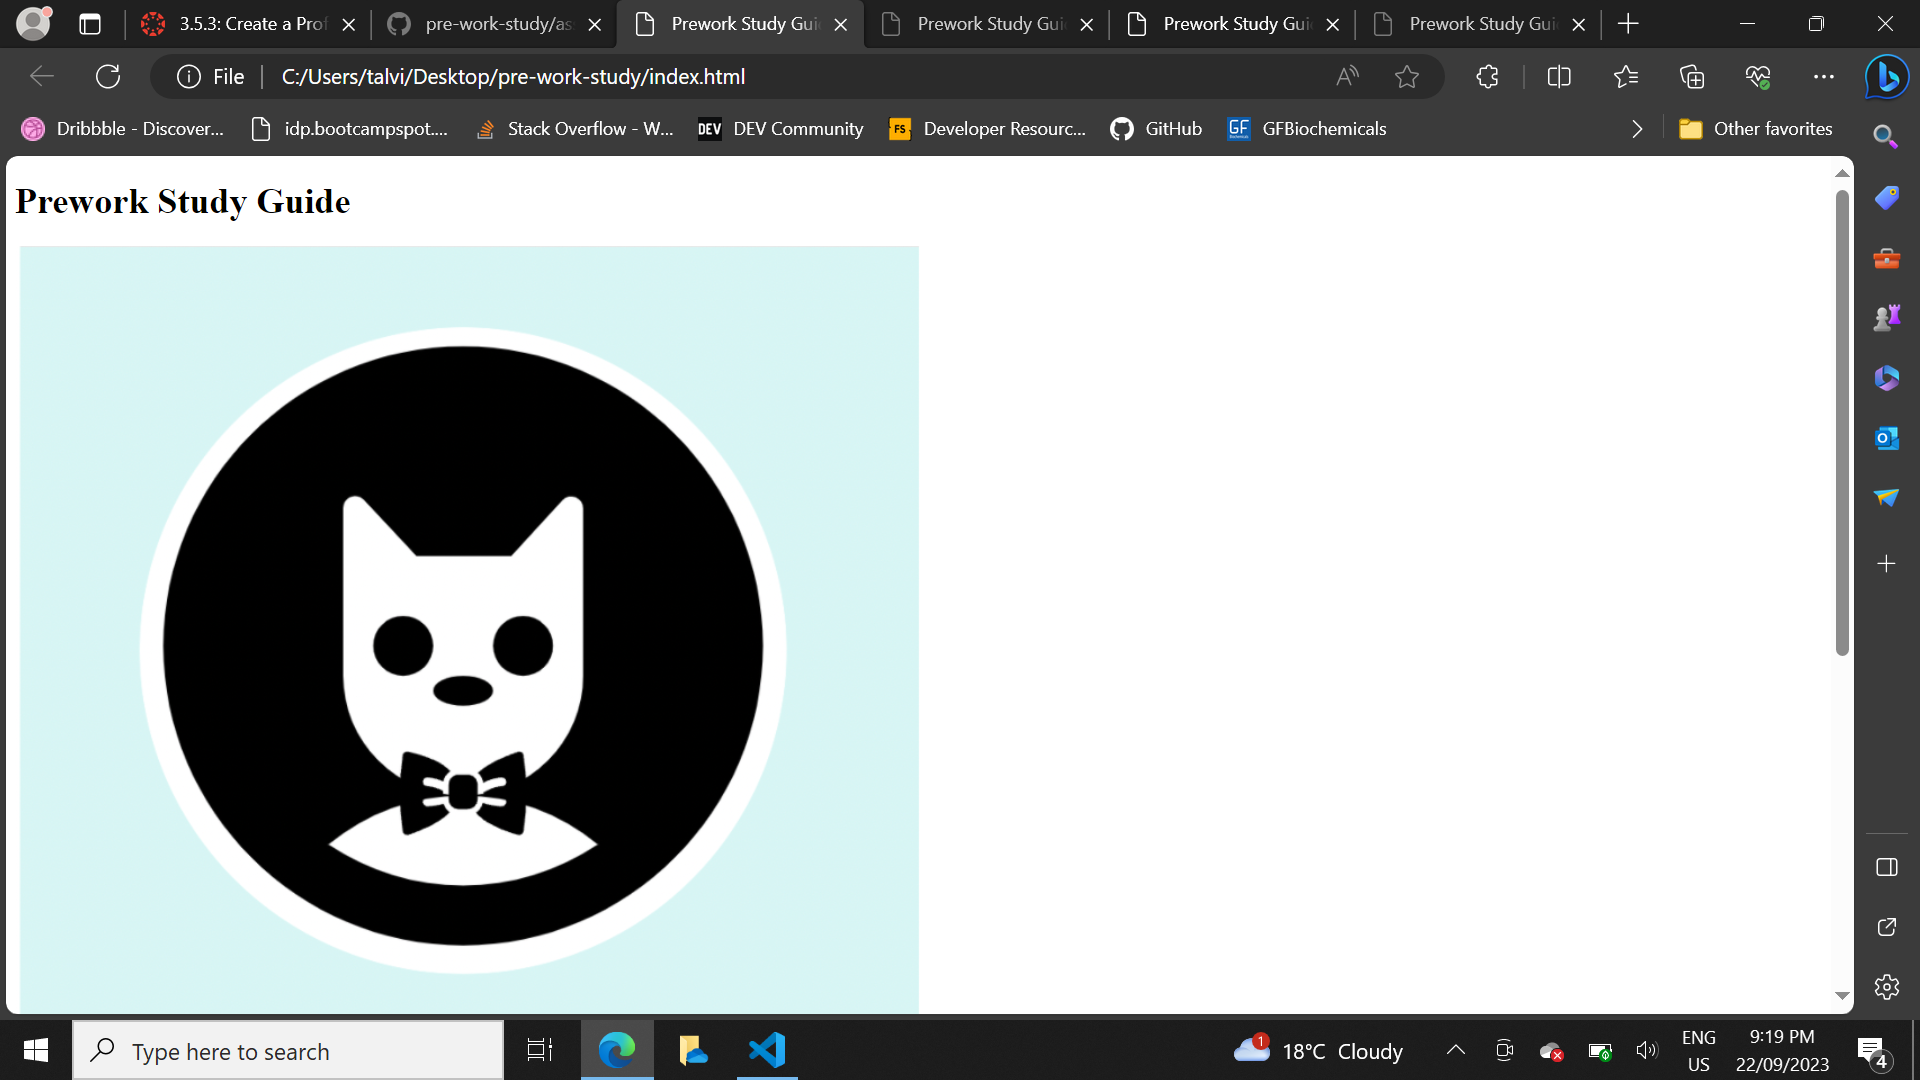 3.5.3: Create a Prof
pre-work-study/as
Prework Study Gui
Prework Study Gui
Prework Study Gui
Prework Study Gui
File
C:/Users/talvi/Desktop/pre-work-study/index.html
Dribbble - Discover...
idp.bootcampspot....
Stack Overflow - W...
DEV
DEV Community
FS
Developer Resourc...
GitHub
GF
GFBiochemicals
Other favorites
Prework Study Guide
Type here to search
1
18°C Cloudy
ENG
US
9:19 PM
22/09/2023
4